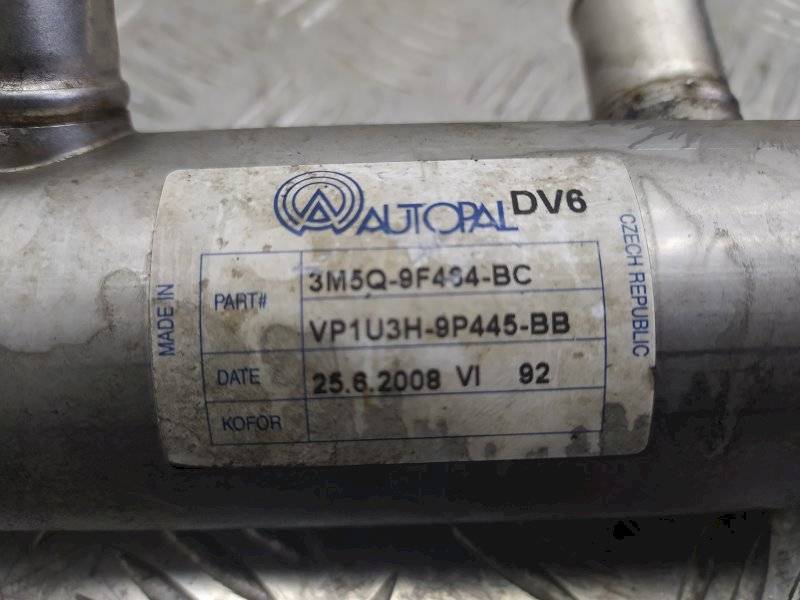 AUTOPAL DV6
MADE IN
CZECH REPUBLIC
PART# 3M5Q-9F464-BC
VP1U3H-9P445-BB
DATE 25.6.2008 VI 92
KOFOR